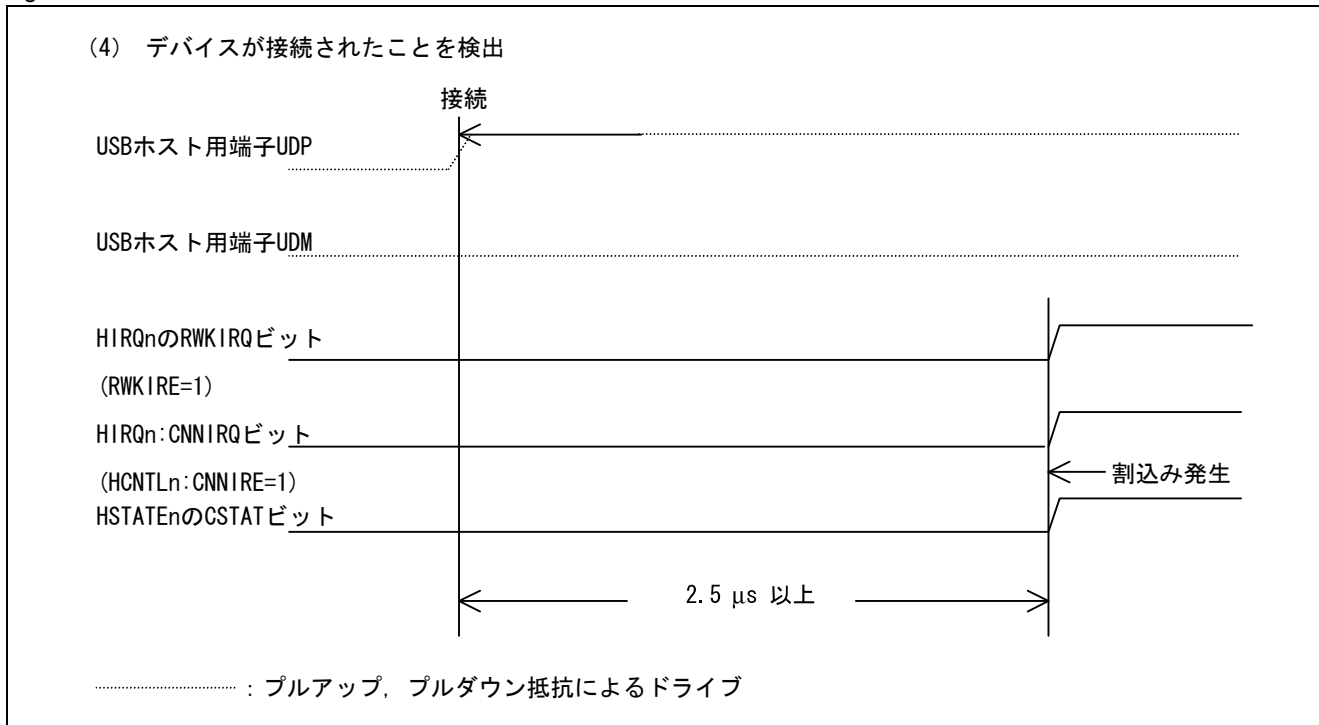 (4) デバイスが接続されたことを検出
接続
USBホスト用端子UDP
USBホスト用端子UDM
HIRQnのRWKIRQビット
(RWKIRE=1)
HIRQn:CNNIRQビット
(HCNTLn:CNNIRE=1)
割込み発生
HSTATEnのCSTATビット
2.5 μs 以上
: プルアップ, プルダウン抵抗によるドライブ